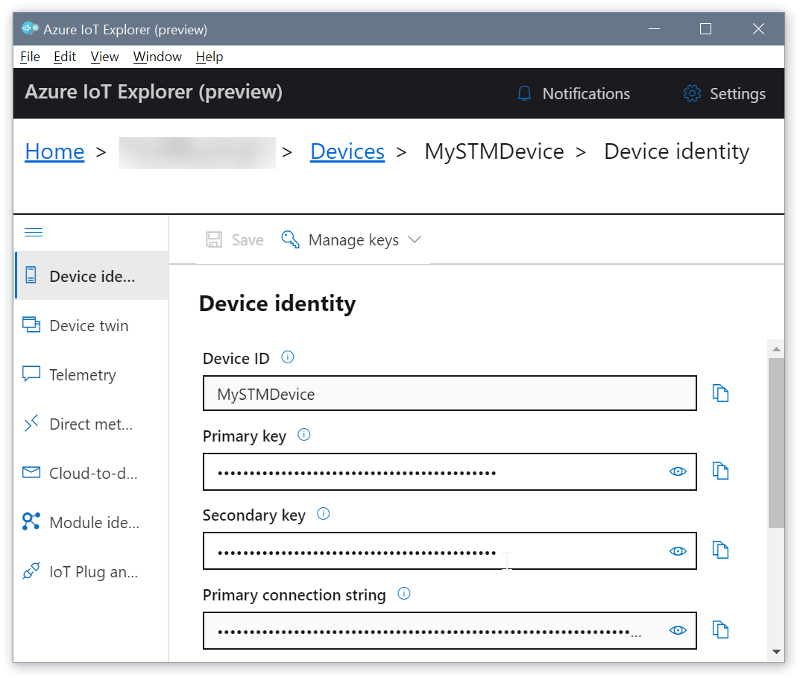 Azure IoT Explorer (preview)
File Edit View Window Help
Azure IoT Explorer (preview) Notifications Settings
Home > > Devices > MySTMDevice > Device identity
Save Manage keys
Device ide...
Device twin
Telemetry
Direct met...
Cloud-to-d...
Module ide...
IoT Plug an...
Device identity
Device ID
MySTMDevice
Primary key
••••••••••••••••••••••••••••••••••••••••••••
Secondary key
••••••••••••••••••••••••••••••••••••••••••••
Primary connection string
•••••••••••••••••••••••••••••••••••••••••••••••••••••••••••••••••...